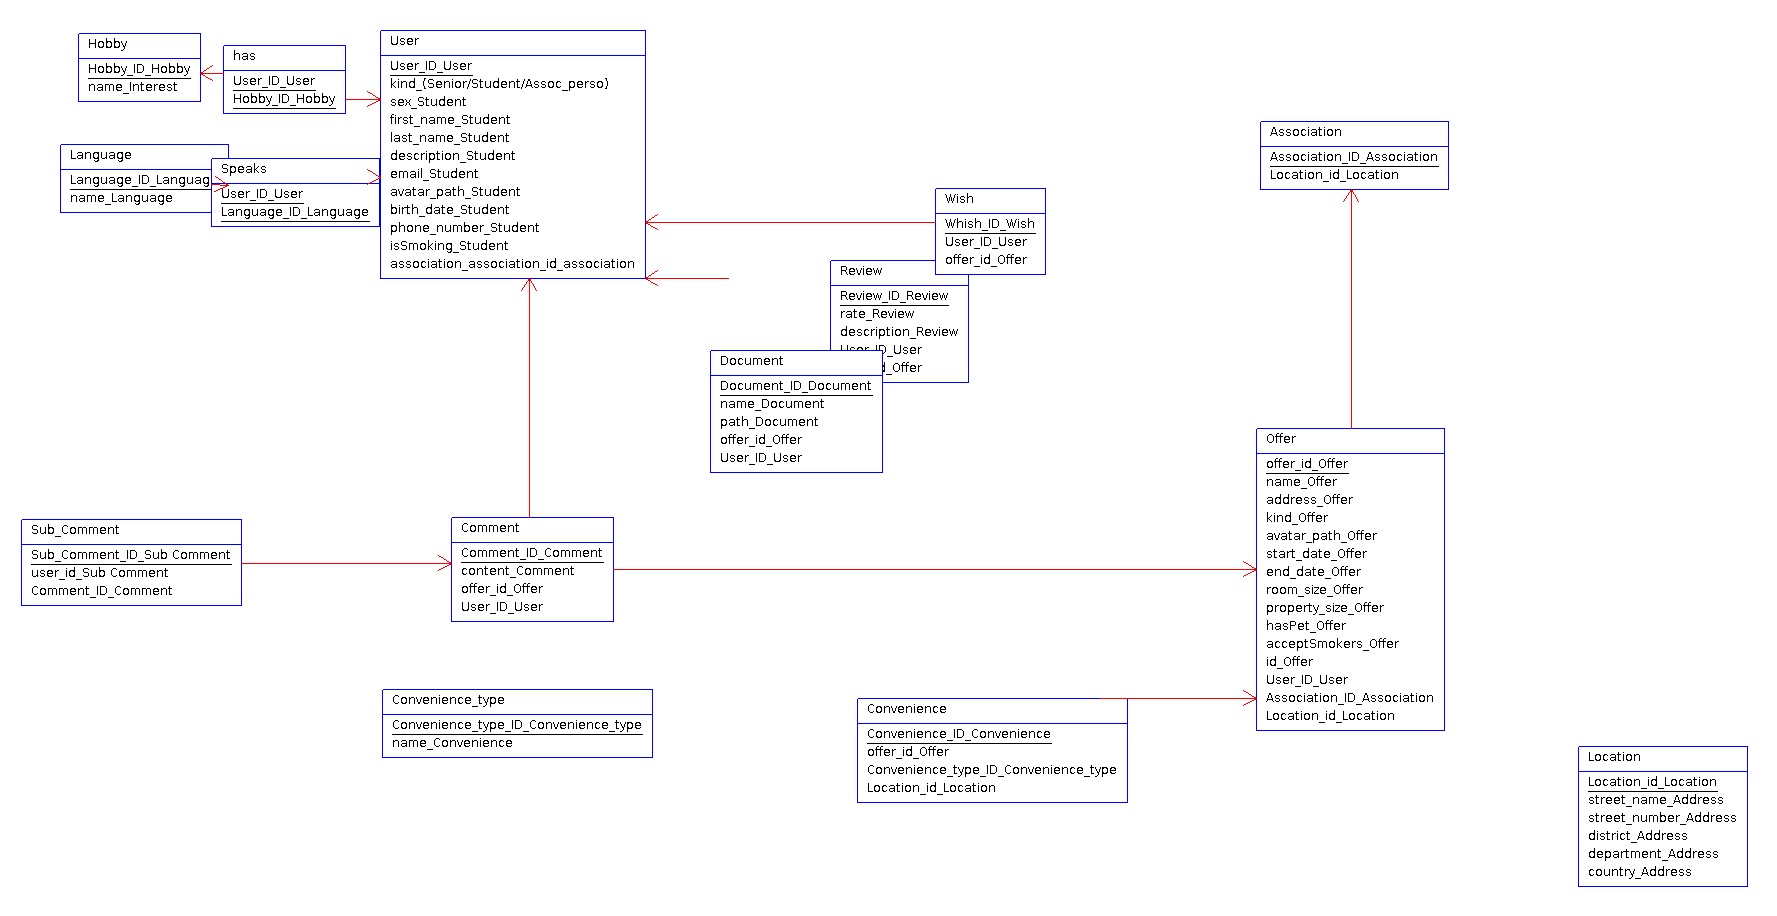 Hobby
Hobby_ID_Hobby
name_Interest
has
User_ID_User
Hobby_ID_Hobby
User
User_ID_User
kind_(Senior/Student/Assoc_perso)
sex_Student
first_name_Student
last_name_Student
description_Student
email_Student
avatar_path_Student
birth_date_Student
phone_number_Student
isSmoking_Student
association_association_id_association
Language
Language_ID_Languag
name_Language
Speaks
User_ID_User
Language_ID_Language
Wish
Whish_ID_Wish
User_ID_User
offer_id_Offer
Review
Review_ID_Review
rate_Review
description_Review
User_ID_User
d_Offer
Document
Document_ID_Document
name_Document
path_Document
offer_id_Offer
User_ID_User
Association
Association_ID_Association
Location_id_Location
Offer
offer_id_Offer
name_Offer
address_Offer
kind_Offer
avatar_path_Offer
start_date_Offer
end_date_Offer
room_size_Offer
property_size_Offer
hasPet_Offer
acceptSmokers_Offer
id_Offer
User_ID_User
Association_ID_Association
Location_id_Location
Sub_Comment
Sub_Comment_ID_Sub Comment
user_id_Sub Comment
Comment_ID_Comment
Comment
Comment_ID_Comment
content_Comment
offer_id_Offer
User_ID_User
Convenience_type
Convenience_type_ID_Convenience_type
name_Convenience
Convenience
Convenience_ID_Convenience
offer_id_Offer
Convenience_type_ID_Convenience_type
Location_id_Location
Location
Location_id_Location
street_name_Address
street_number_Address
district_Address
department_Address
country_Address